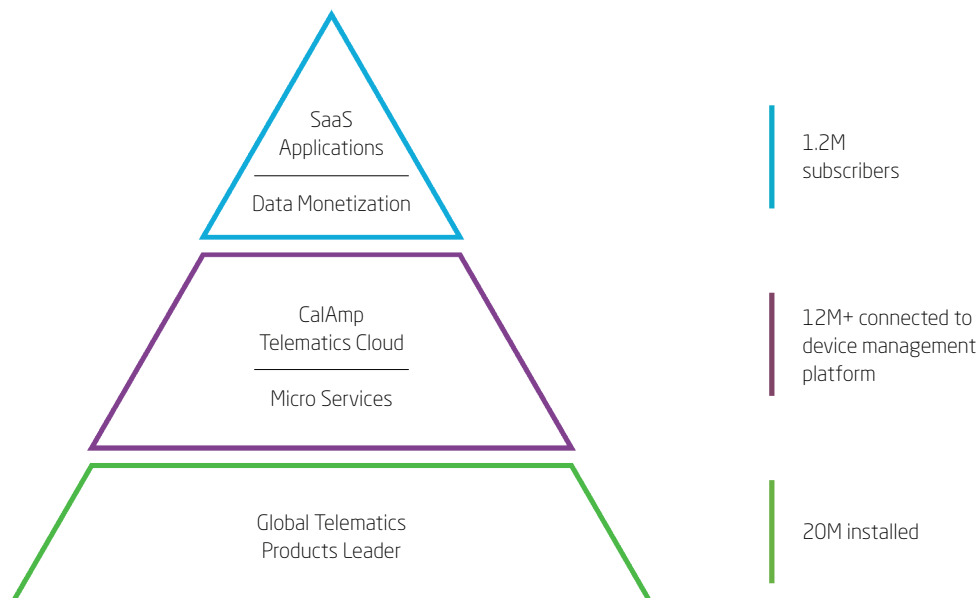 SaaS
Applications
Data Monetization
1.2M
subscribers
CalAmp
Telematics Cloud
Micro Services
12M+ connected to
device management
platform
Global Telematics
Products Leader
20M installed